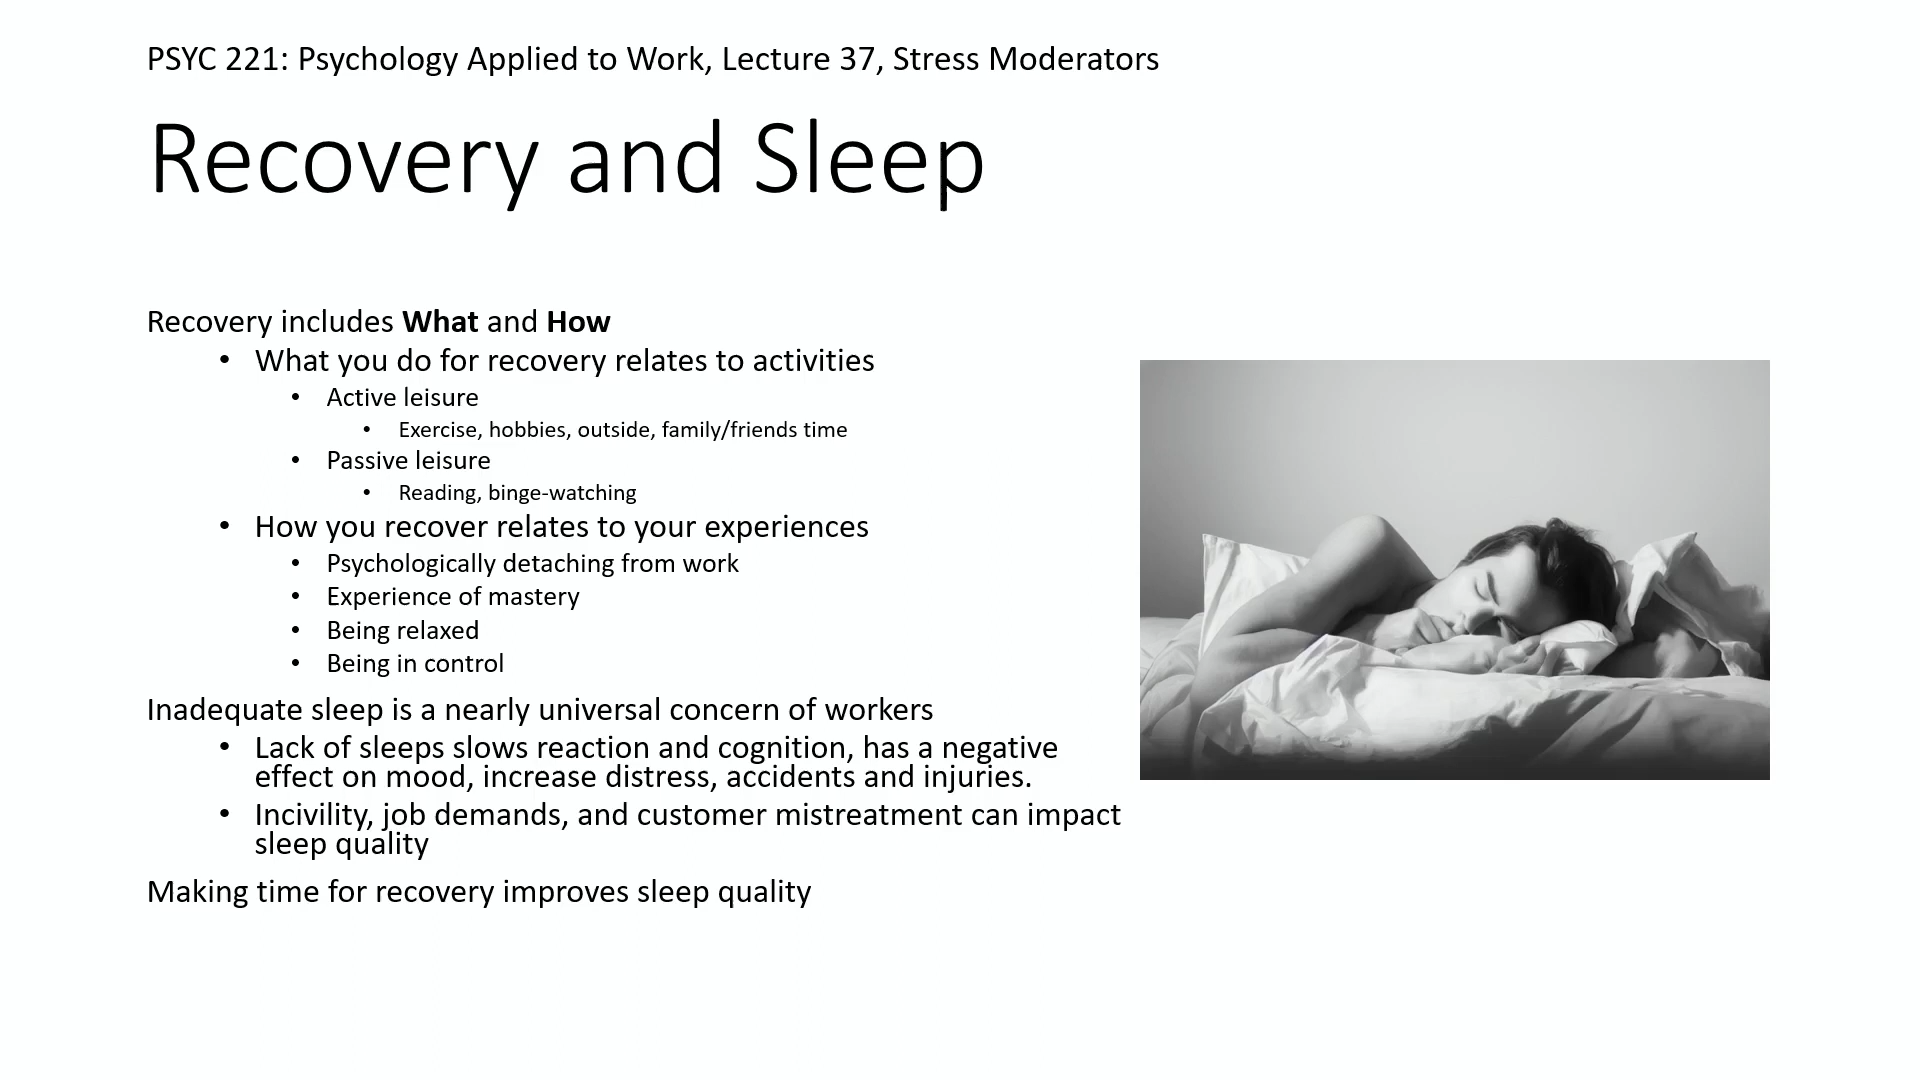 PSYC 221: Psychology Applied to Work, Lecture 37, Stress Moderators
Recovery and Sleep
Recovery includes What and How
• What you do for recovery relates to activities
• Active leisure
• Exercise, hobbies, outside, family/friends time
• Passive leisure
• Reading, binge-watching
• How you recover relates to your experiences
• Psychologically detaching from work
• Experience of mastery
• Being relaxed
• Being in control
Inadequate sleep is a nearly universal concern of workers
• Lack of sleeps slows reaction and cognition, has a negative
effect on mood, increase distress, accidents and injuries.
• Incivility, job demands, and customer mistreatment can impact
sleep quality
Making time for recovery improves sleep quality